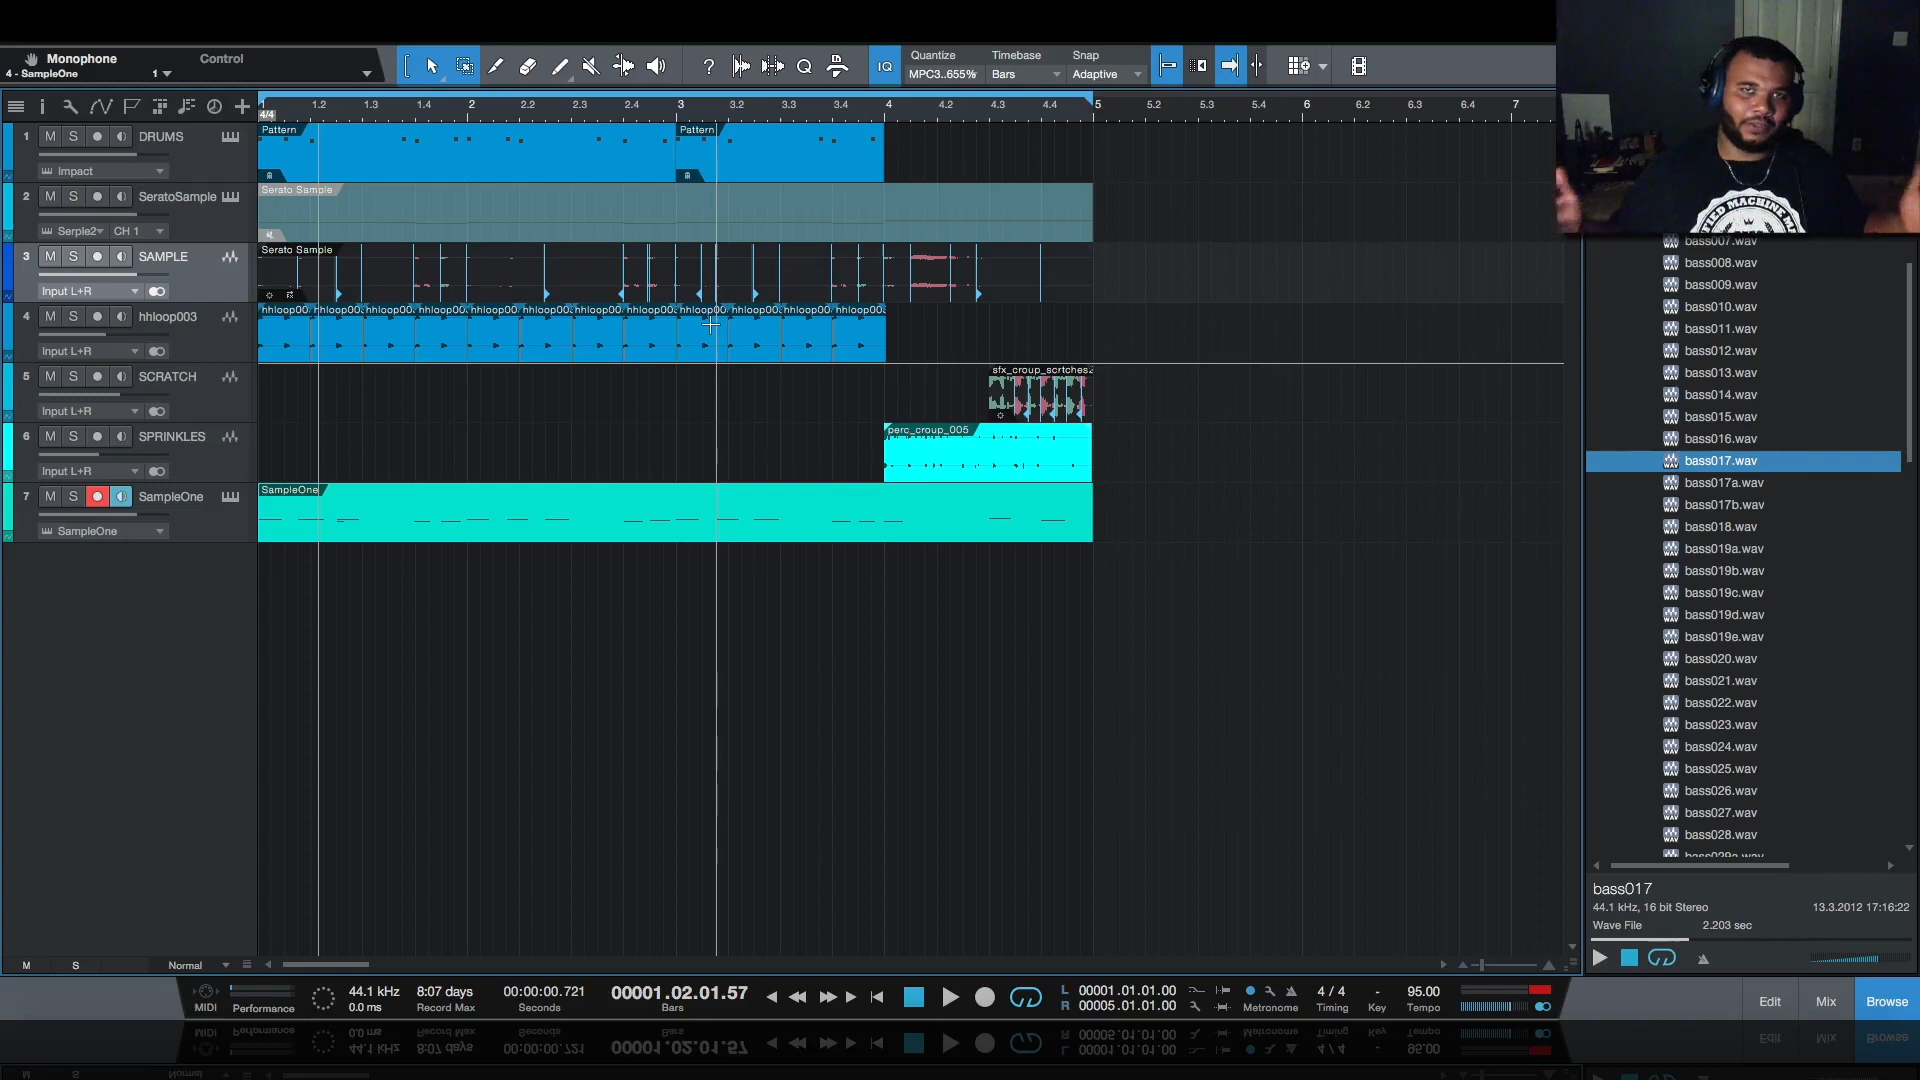 Monophone
4 - SampleOne
1
Control
Quantize
MPC3..655%
Timebase
Bars
Snap
Adaptive
IQ
1.2 1.3 1.4 2 2.2 2.3 2.4 3 3.2 3.3 3.4 4 4.2 4.3 4.4 5 5.2 5.3 5.4 6 6.2 6.3 6.4 7
4/4
1 M S DRUMS
Impact
Pattern Pattern
2 M S SeratoSample
Serple2 CH 1
Serato Sample
3 M S SAMPLE
Input L+R
Serato Sample
4 M S hhloop003
Input L+R
5 M S SCRATCH
Input L+R
sfx_croup_scrtches2
6 M S SPRINKLES
Input L+R
perc_croup_005
7 M S SampleOne
SampleOne
SampleOne
bass007.wav
bass008.wav
bass009.wav
bass010.wav
bass011.wav
bass012.wav
bass013.wav
bass014.wav
bass015.wav
bass016.wav
bass017.wav
bass017a.wav
bass017b.wav
bass018.wav
bass019a.wav
bass019b.wav
bass019c.wav
bass019d.wav
bass019e.wav
bass020.wav
bass021.wav
bass022.wav
bass023.wav
bass024.wav
bass025.wav
bass026.wav
bass027.wav
bass028.wav
bass029a.wav
bass017
44.1 kHz, 16 bit Stereo 13.3.2012 17:16:22
Wave File 2.203 sec
M S Normal
MIDI
Performance
44.1 kHz
0.0 ms
8:07 days
Record Max
00:00:00.721
Seconds
00001.02.01.57
Bars
L 00001.01.01.00
R 00005.01.01.00
Metronome
4 / 4
Timing
-
Key
95.00
Tempo
Edit Mix Browse